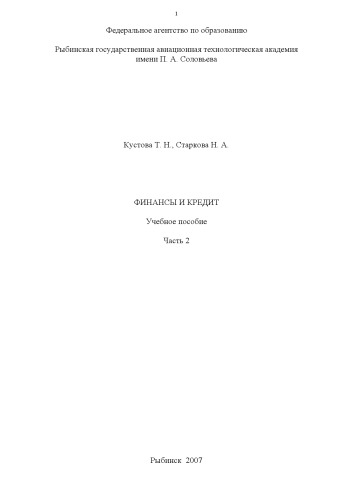 1
Федеральное агентство по образованию
Рыбинская государственная авиационная технологическая академия
имени П. А. Соловьева
Кустова Т. Н., Старкова Н. А.
ФИНАНСЫ И КРЕДИТ
Учебное пособие
Часть 2
Рыбинск 2007